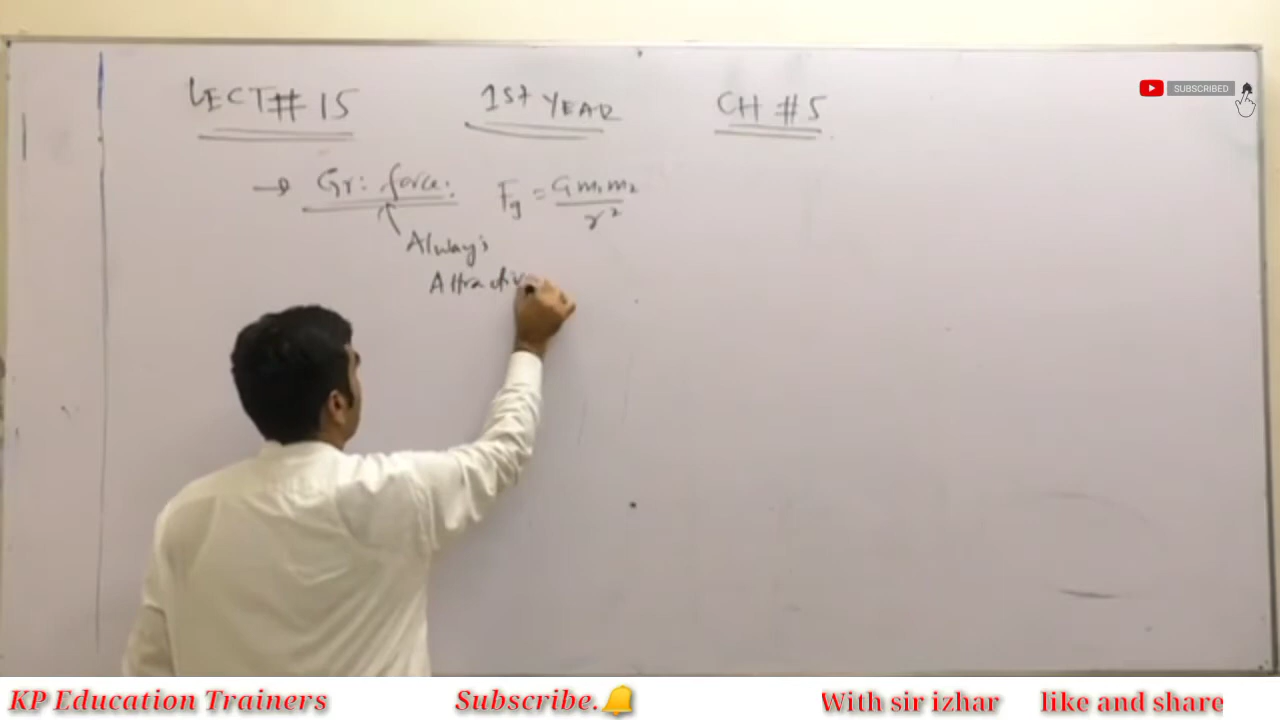 LECT # 15 1st YEAR CH # 5
SUBSCRIBED
→ Gr: force: Fg = Gm₁m₂/r²
Always
Attractiv
KP Education Trainers Subscribe. With sir izhar like and share